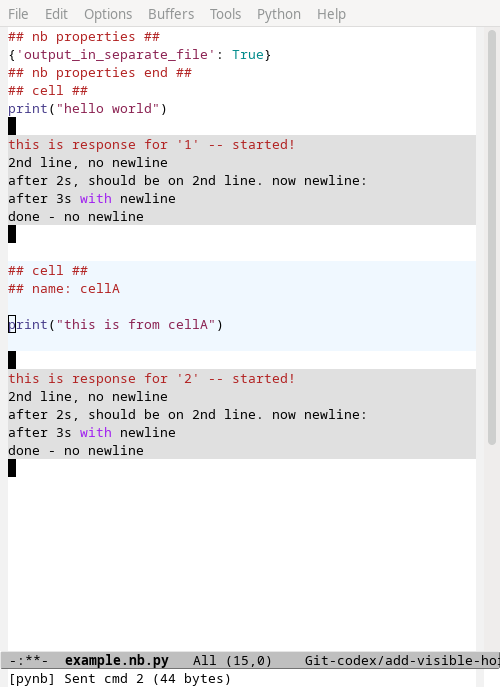 File Edit Options Buffers Tools Python Help
## nb properties ##
{'output_in_separate_file': True}
## nb properties end ##
## cell ##
print("hello world")
this is response for '1' -- started!
2nd line, no newline
after 2s, should be on 2nd line. now newline:
after 3s with newline
done - no newline
## cell ##
## name: cellA
print("this is from cellA")
this is response for '2' -- started!
2nd line, no newline
after 2s, should be on 2nd line. now newline:
after 3s with newline
done - no newline
-:**- example.nb.py All (15,0) Git-codex/add-visible-hoi
[pynb] Sent cmd 2 (44 bytes)